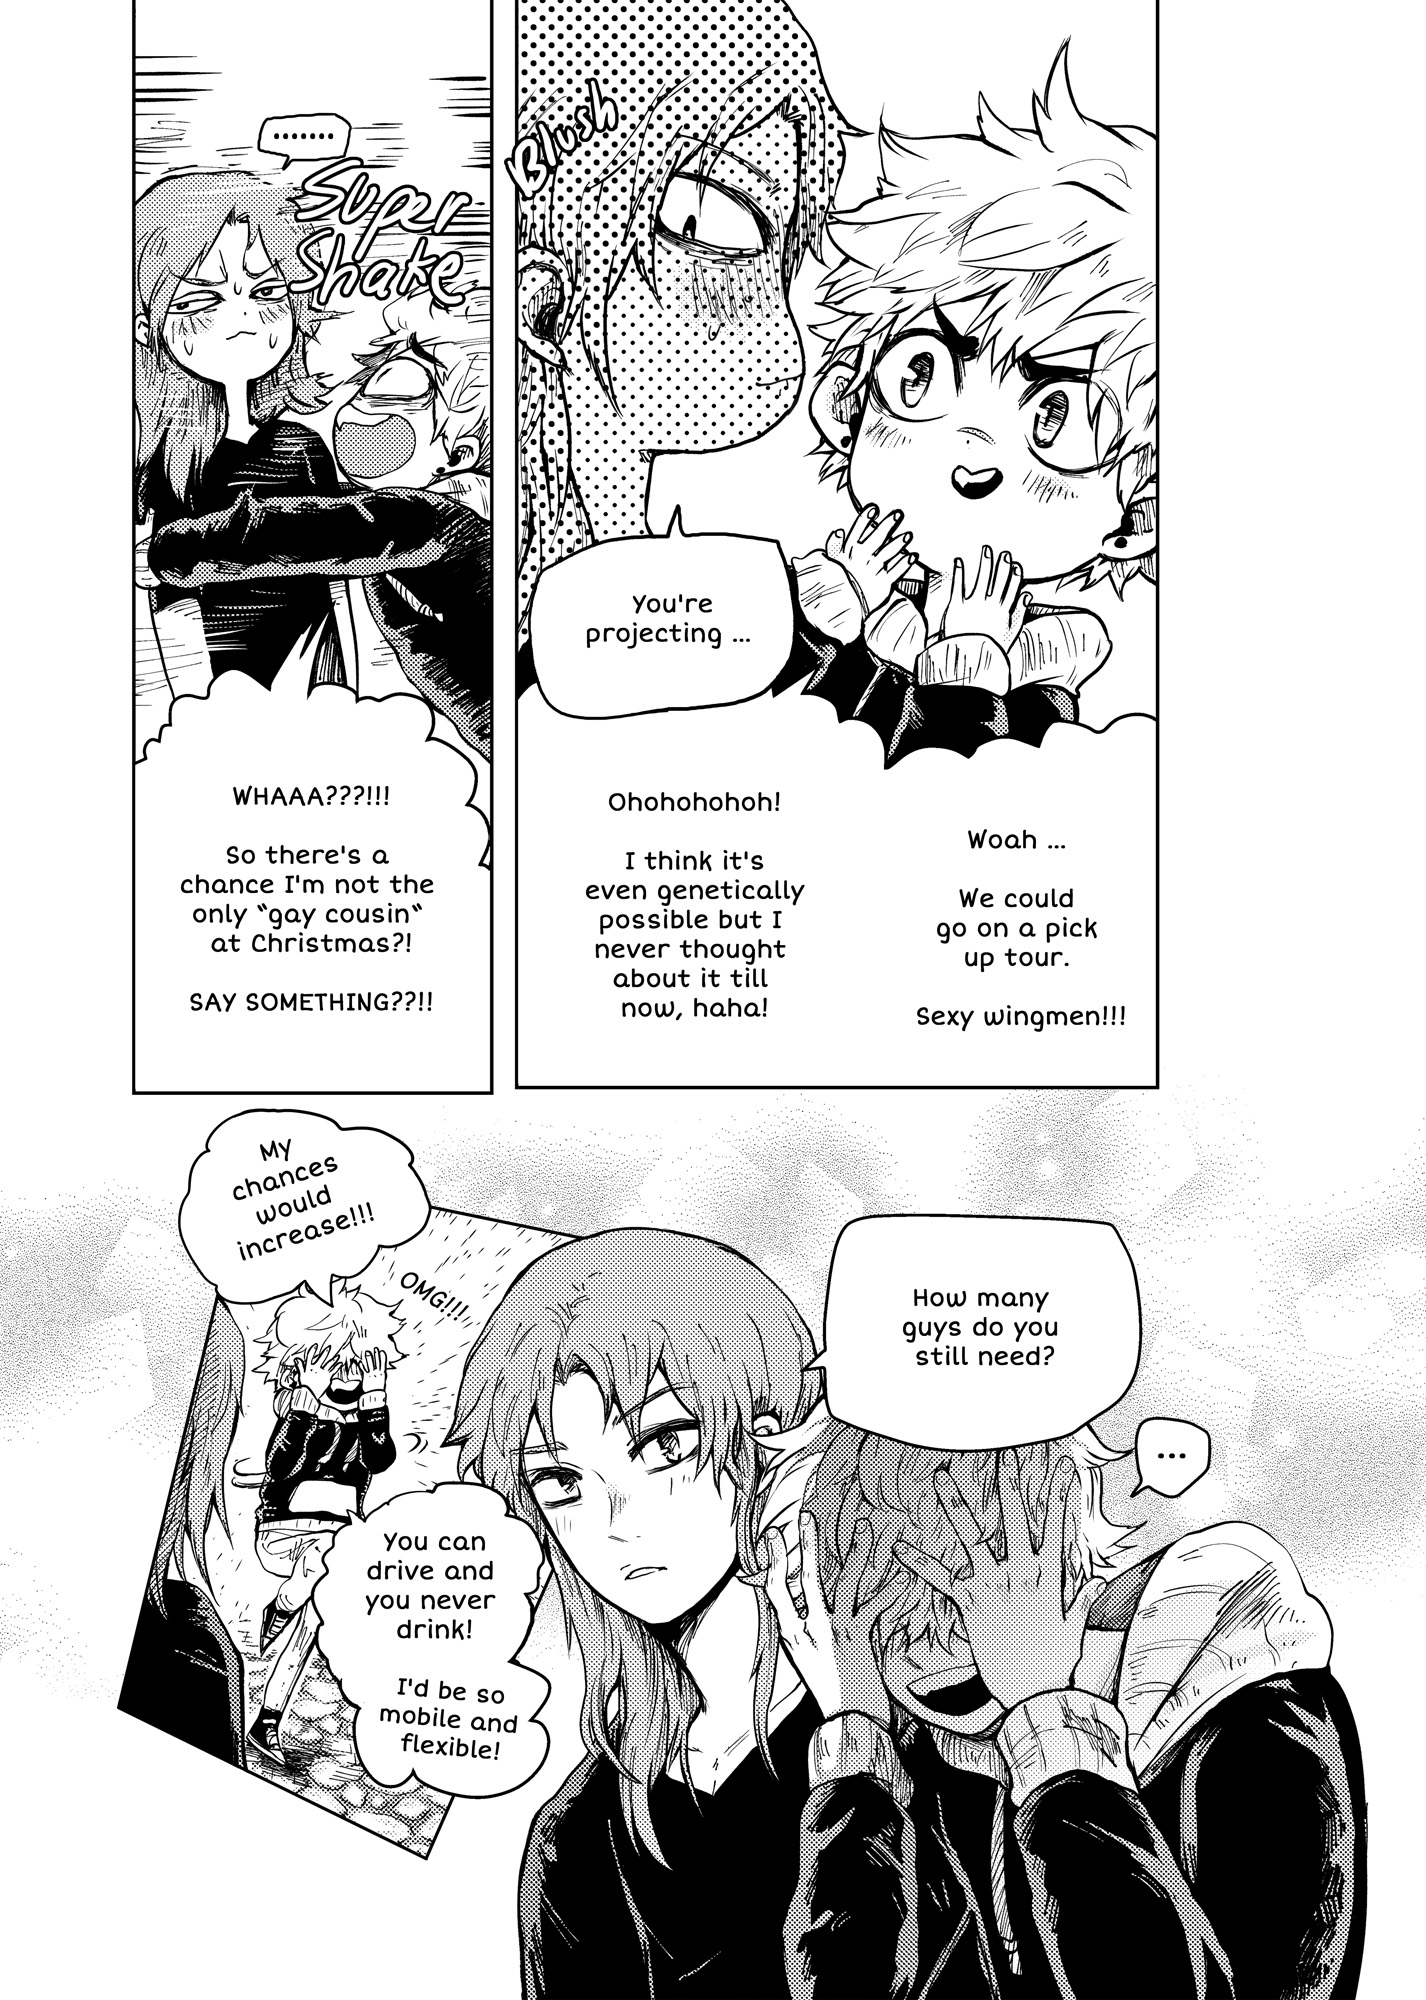 .......
Super
Shake
WHAAA???!!!
So there's a
chance I'm not the
only "gay cousin"
at Christmas?!
SAY SOMETHING??!!
Blush
You're
projecting ...
Ohohohohoh!
I think it's
even genetically
possible but I
never thought
about it till
now, haha!
Woah ...
We could
go on a pick
up tour.
Sexy wingmen!!!
My
chances
would
increase!!!
OMG!!!!
You can
drive and
you never
drink!
I'd be so
mobile and
flexible!
How many
guys do you
still need?
...